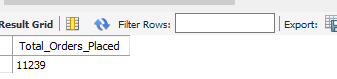 Result Grid Filter Rows: Export:
Total_Orders_Placed
11239